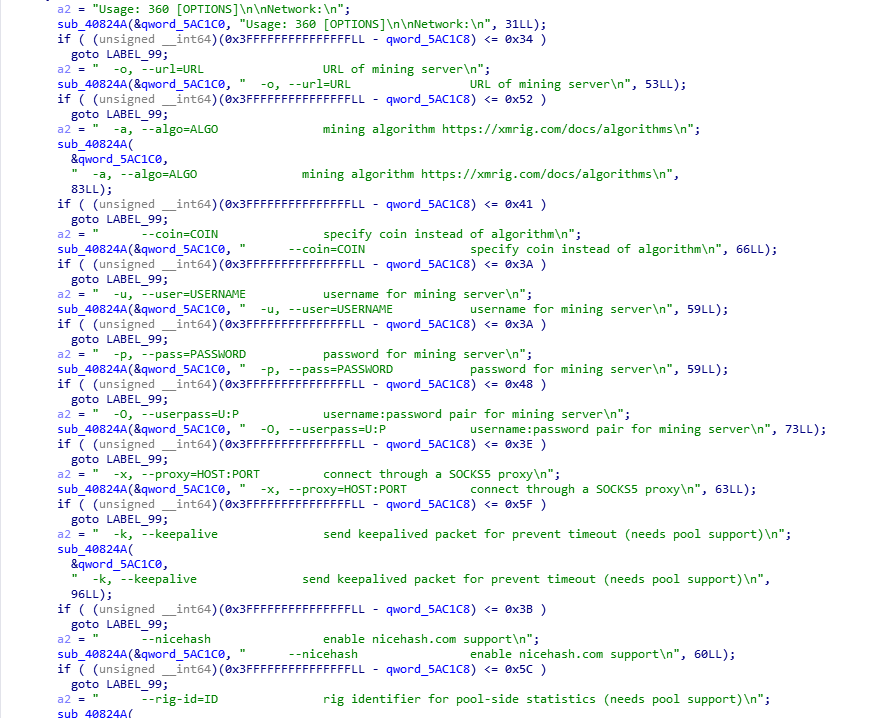 a2 = "Usage: 360 [OPTIONS]\n\nNetwork:\n";
sub_40824A(&qword_5AC1C0, "Usage: 360 [OPTIONS]\n\nNetwork:\n", 31LL);
if ( (unsigned __int64)(0x3FFFFFFFFFFFFFFFLL - qword_5AC1C8) <= 0x34 )
goto LABEL_99;
a2 = "  -o, --url=URL                 URL of mining server\n";
sub_40824A(&qword_5AC1C0, "  -o, --url=URL                 URL of mining server\n", 53LL);
if ( (unsigned __int64)(0x3FFFFFFFFFFFFFFFLL - qword_5AC1C8) <= 0x52 )
goto LABEL_99;
a2 = "  -a, --algo=ALGO               mining algorithm https://xmrig.com/docs/algorithms\n";
sub_40824A(
&qword_5AC1C0,
"  -a, --algo=ALGO               mining algorithm https://xmrig.com/docs/algorithms\n",
83LL);
if ( (unsigned __int64)(0x3FFFFFFFFFFFFFFFLL - qword_5AC1C8) <= 0x41 )
goto LABEL_99;
a2 = "      --coin=COIN               specify coin instead of algorithm\n";
sub_40824A(&qword_5AC1C0, "      --coin=COIN               specify coin instead of algorithm\n", 66LL);
if ( (unsigned __int64)(0x3FFFFFFFFFFFFFFFLL - qword_5AC1C8) <= 0x3A )
goto LABEL_99;
a2 = "  -u, --user=USERNAME           username for mining server\n";
sub_40824A(&qword_5AC1C0, "  -u, --user=USERNAME           username for mining server\n", 59LL);
if ( (unsigned __int64)(0x3FFFFFFFFFFFFFFFLL - qword_5AC1C8) <= 0x3A )
goto LABEL_99;
a2 = "  -p, --pass=PASSWORD           password for mining server\n";
sub_40824A(&qword_5AC1C0, "  -p, --pass=PASSWORD           password for mining server\n", 59LL);
if ( (unsigned __int64)(0x3FFFFFFFFFFFFFFFLL - qword_5AC1C8) <= 0x48 )
goto LABEL_99;
a2 = "  -O, --userpass=U:P            username:password pair for mining server\n";
sub_40824A(&qword_5AC1C0, "  -O, --userpass=U:P            username:password pair for mining server\n", 73LL);
if ( (unsigned __int64)(0x3FFFFFFFFFFFFFFFLL - qword_5AC1C8) <= 0x3E )
goto LABEL_99;
a2 = "  -x, --proxy=HOST:PORT         connect through a SOCKS5 proxy\n";
sub_40824A(&qword_5AC1C0, "  -x, --proxy=HOST:PORT         connect through a SOCKS5 proxy\n", 63LL);
if ( (unsigned __int64)(0x3FFFFFFFFFFFFFFFLL - qword_5AC1C8) <= 0x5F )
goto LABEL_99;
a2 = "  -k, --keepalive               send keepalived packet for prevent timeout (needs pool support)\n";
sub_40824A(
&qword_5AC1C0,
"  -k, --keepalive               send keepalived packet for prevent timeout (needs pool support)\n",
96LL);
if ( (unsigned __int64)(0x3FFFFFFFFFFFFFFFLL - qword_5AC1C8) <= 0x3B )
goto LABEL_99;
a2 = "      --nicehash                enable nicehash.com support\n";
sub_40824A(&qword_5AC1C0, "      --nicehash                enable nicehash.com support\n", 60LL);
if ( (unsigned __int64)(0x3FFFFFFFFFFFFFFFLL - qword_5AC1C8) <= 0x5C )
goto LABEL_99;
a2 = "      --rig-id=ID               rig identifier for pool-side statistics (needs pool support)\n";
sub_40824A(